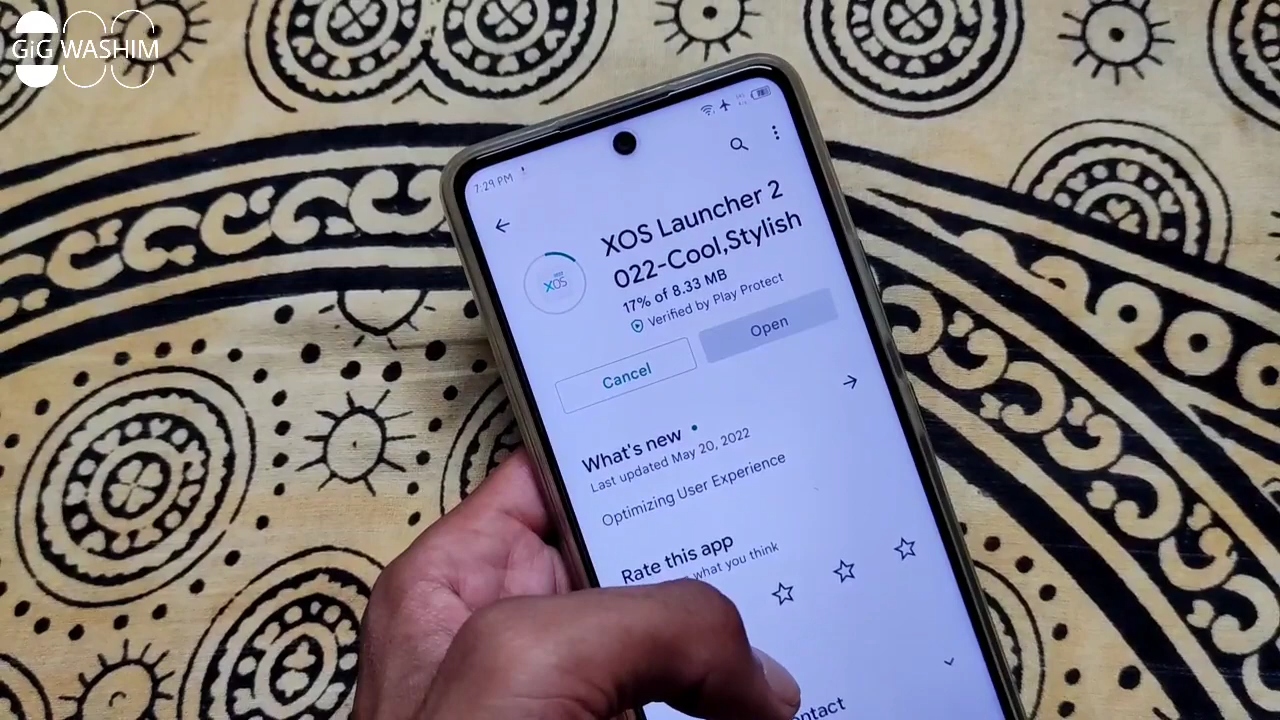 GiG WASHIM
7:29 PM
XOS Launcher 2
022-Cool,Stylish
XOS
17% of 8.33 MB
Verified by Play Protect
Cancel
Open
What's new
Last updated May 20, 2022
Optimizing User Experience
Rate this app
what you think
ontact